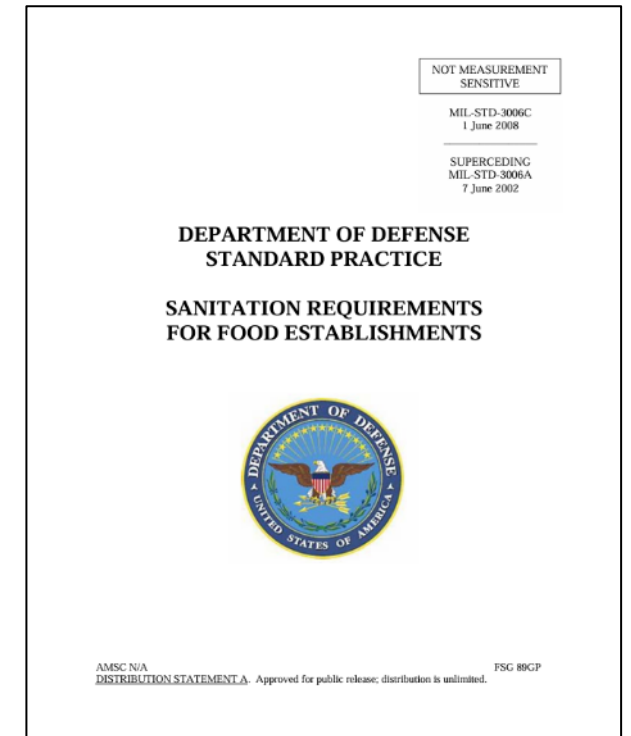 NOT MEASUREMENT
SENSITIVE
MIL-STD-3006C
1 June 2008
SUPERCEDING
MIL-STD-3006A
7 June 2002
DEPARTMENT OF DEFENSE
STANDARD PRACTICE
SANITATION REQUIREMENTS
FOR FOOD ESTABLISHMENTS
DEPARTMENT OF DEFENSE
UNITED STATES OF AMERICA
AMSC N/A FSG 89GP
DISTRIBUTION STATEMENT A. Approved for public release; distribution is unlimited.